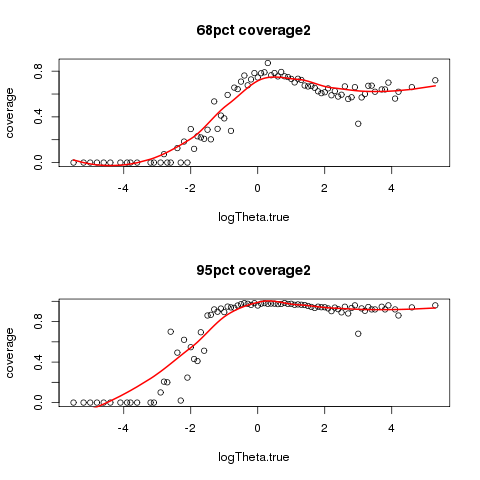 68pct coverage2
coverage
0.8
0.4
0.0
-4 -2 0 2 4
logTheta.true
95pct coverage2
coverage
0.8
0.4
0.0
-4 -2 0 2 4
logTheta.true